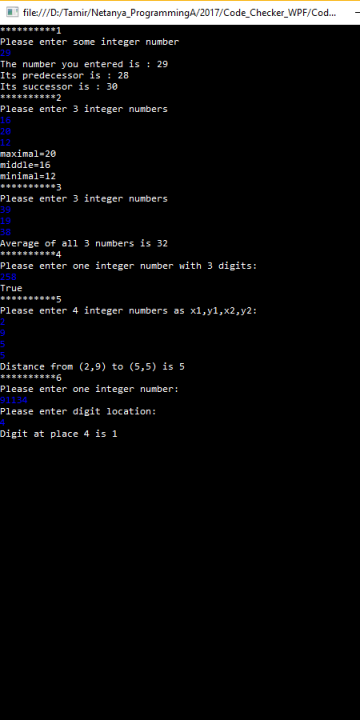 file:///D:/Tamir/Netanya_ProgrammingA/2017/Code_Checker_WPF/Cod...
**********1
Please enter some integer number
29
The number you entered is : 29
Its predecessor is : 28
Its successor is : 30
**********2
Please enter 3 integer numbers
16
20
12
maximal=20
middle=16
minimal=12
**********3
Please enter 3 integer numbers
Average of all 3 numbers is 32
**********4
Please enter one integer number with 3 digits:
True
**********5
Please enter 4 integer numbers as x1,y1,x2,y2:
2
9
5
5
Distance from (2,9) to (5,5) is 5
**********6
Please enter one integer number:
91134
Please enter digit location:
4
Digit at place 4 is 1